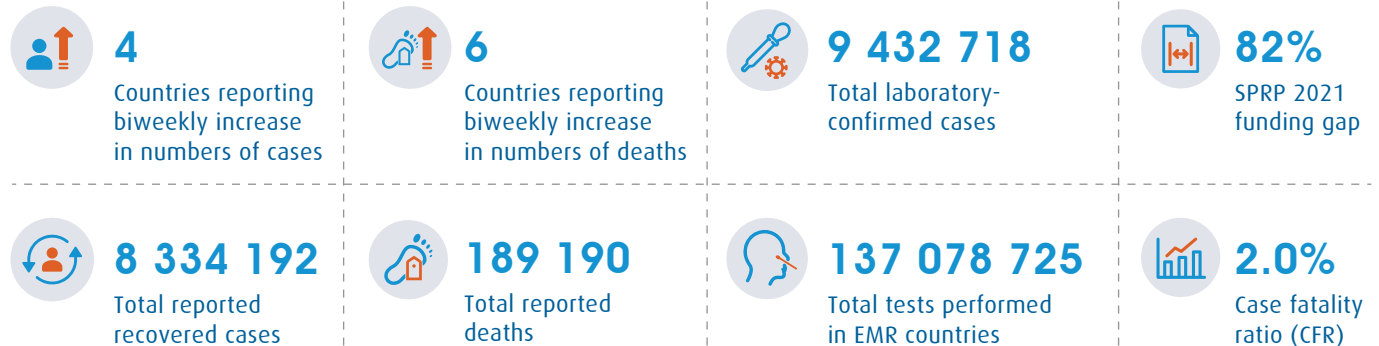 4
Countries reporting
biweekly increase
in numbers of cases
6
Countries reporting
biweekly increase
in numbers of deaths
9 432 718
Total laboratory-
confirmed cases
82%
SPRP 2021
funding gap
8 334 192
Total reported
recovered cases
189 190
Total reported
deaths
137 078 725
Total tests performed
in EMR countries
2.0%
Case fatality
ratio (CFR)